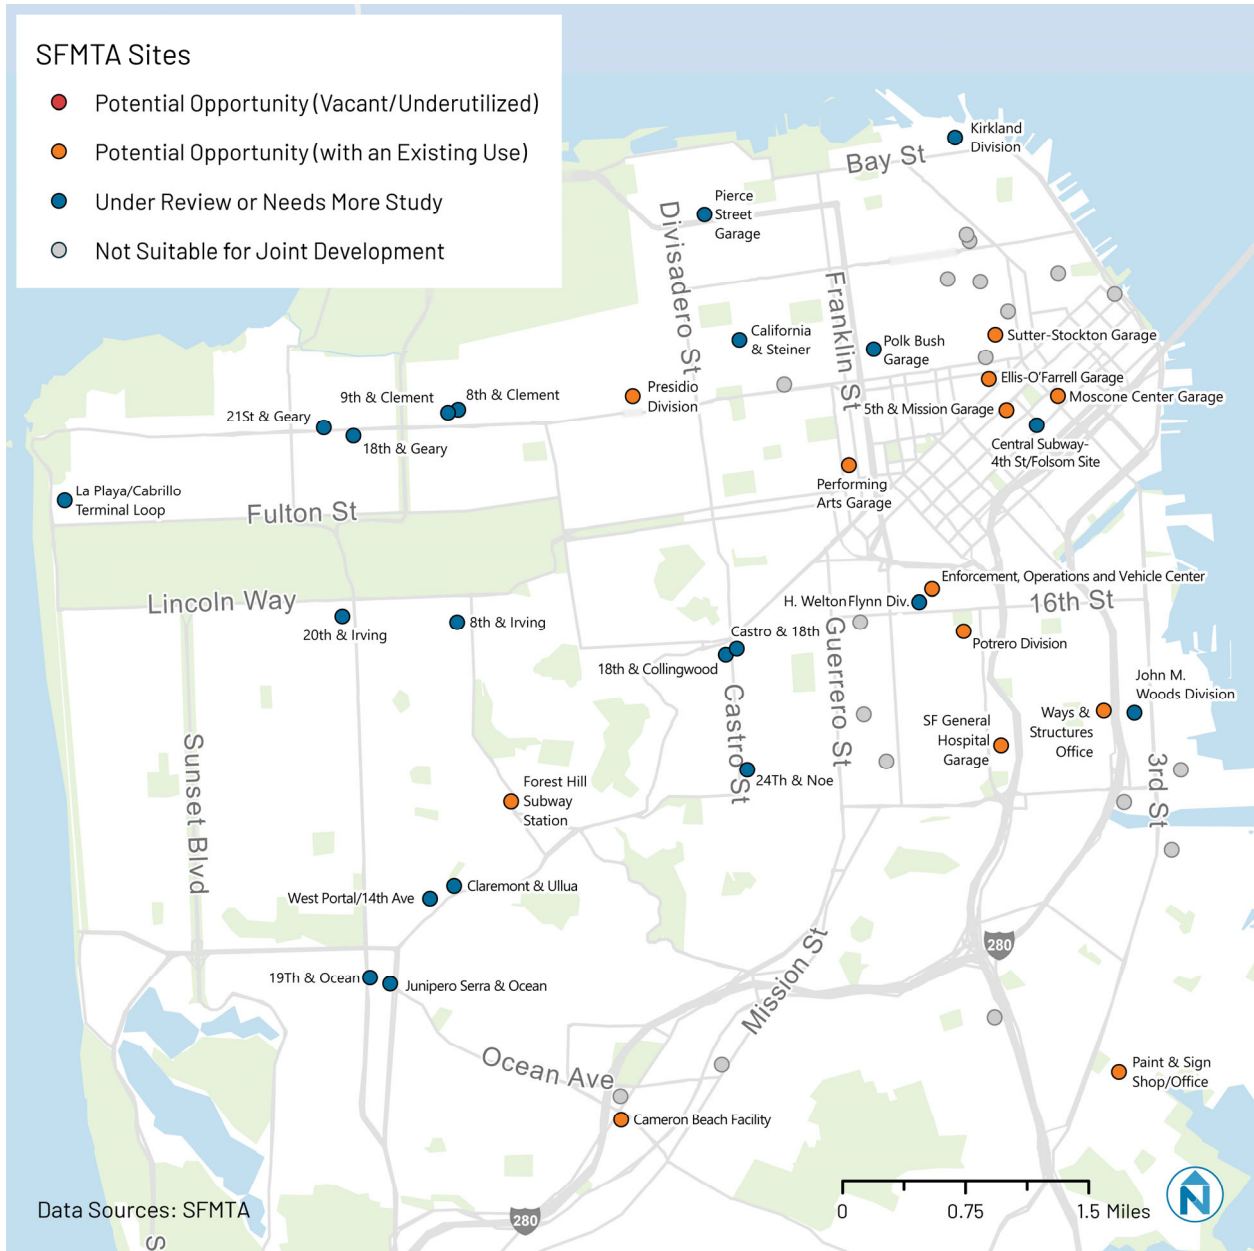 SFMTA Sites
Potential Opportunity (Vacant/Underutilized)
Potential Opportunity (with an Existing Use)
Under Review or Needs More Study
Not Suitable for Joint Development
Kirkland
Division
Bay St
Pierce
Street
Garage
Divisadero St
Franklin St
California
& Steiner
Polk Bush
Garage
Sutter-Stockton Garage
Ellis-O'Farrell Garage
Moscone Center Garage
5th & Mission Garage
Central Subway-
4th St/Folsom Site
Presidio
Division
9th & Clement
8th & Clement
21St & Geary
18th & Geary
Performing
Arts Garage
La Playa/Cabrillo
Terminal Loop
Fulton St
Lincoln Way
20th & Irving
8th & Irving
Enforcement, Operations and Vehicle Center
H. Welton Flynn Div.
16th St
Castro & 18th
18th & Collingwood
Guerrero St
Potrero Division
John M.
Woods Division
Castro St
Ways &
Structures
Office
SF General
Hospital
Garage
3rd St
24Th & Noe
Sunset Blvd
Forest Hill
Subway
Station
Claremont & Ullua
West Portal/14th Ave
280
Mission St
19Th & Ocean
Junipero Serra & Ocean
Ocean Ave
Paint & Sign
Shop/Office
Cameron Beach Facility
0 0.75 1.5 Miles
N
Data Sources: SFMTA
280
S